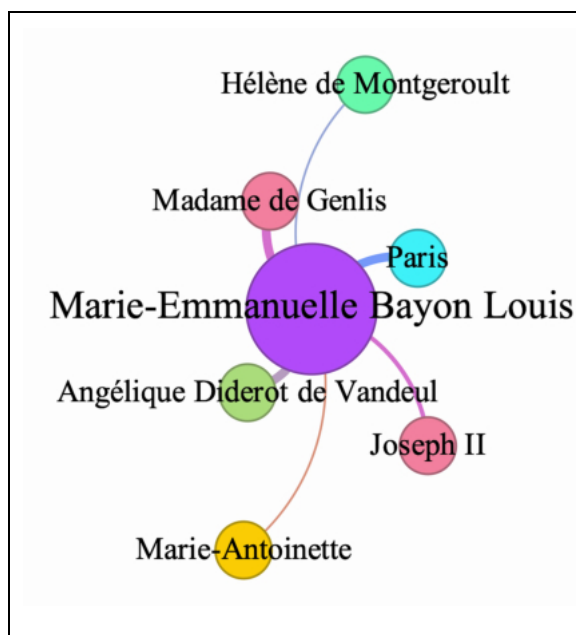 Hélène de Montgeroult
Madame de Genlis
Paris
Marie-Emmanuelle Bayon Louis
Angélique Diderot de Vandeul
Joseph II
Marie-Antoinette